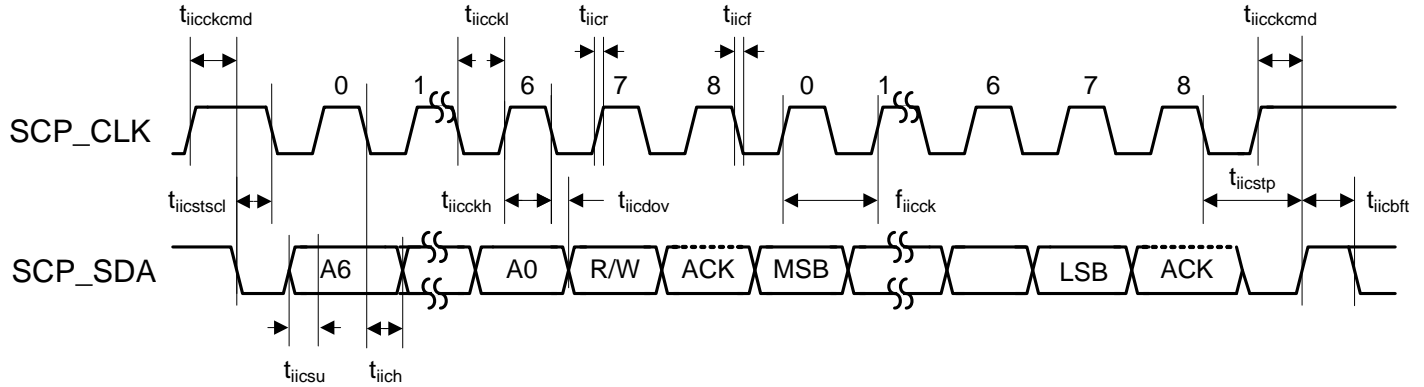 t_iicckcmd t_iicckl t_iicr t_iicf t_iicckcmd
0 1 6 7 8 0 1 6 7 8
SCP_CLK
t_iicstscl t_iicckh t_iicdov f_iicck t_iicstp t_iicbft
SCP_SDA A6 A0 R/W ACK MSB LSB ACK
t_iicsu t_iich